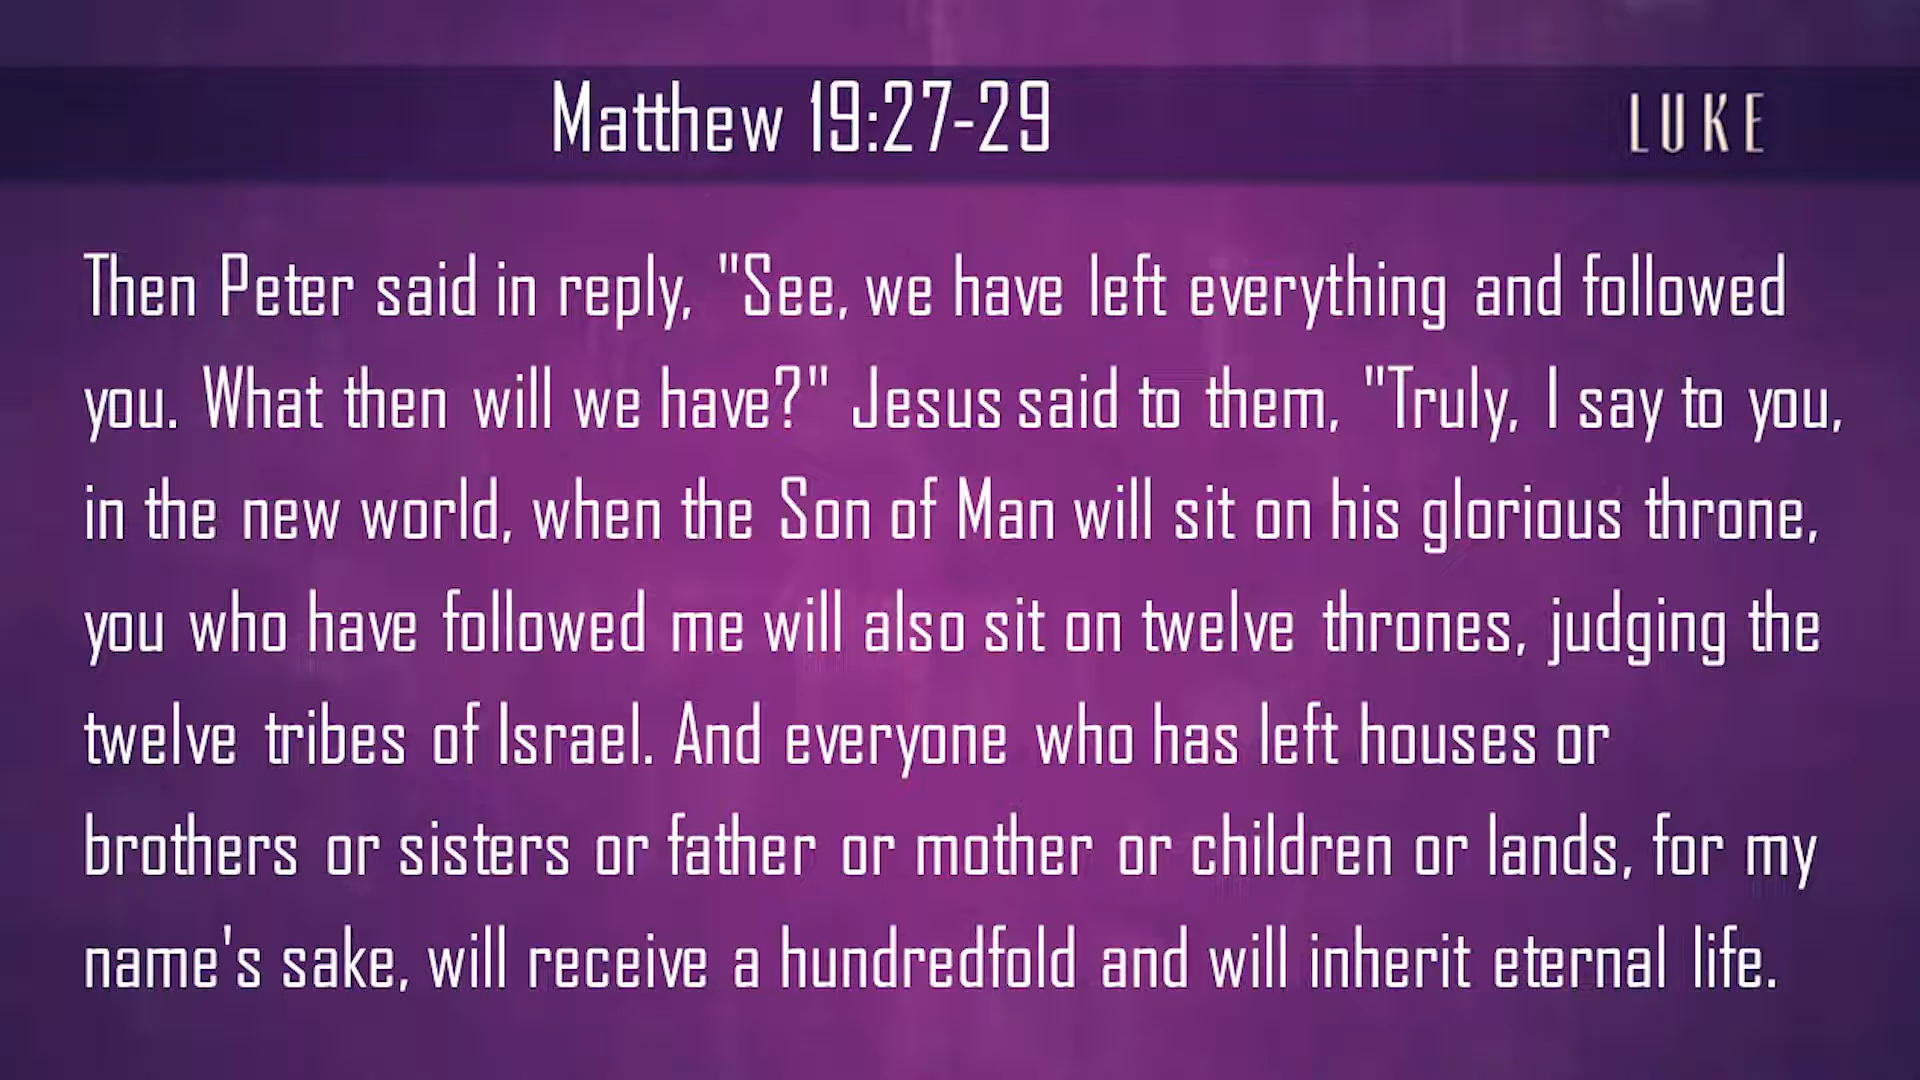 Matthew 19:27-29
LUKE
Then Peter said in reply, "See, we have left everything and followed
you. What then will we have?" Jesus said to them, "Truly, I say to you,
in the new world, when the Son of Man will sit on his glorious throne,
you who have followed me will also sit on twelve thrones, judging the
twelve tribes of Israel. And everyone who has left houses or
brothers or sisters or father or mother or children or lands, for my
name's sake, will receive a hundredfold and will inherit eternal life.